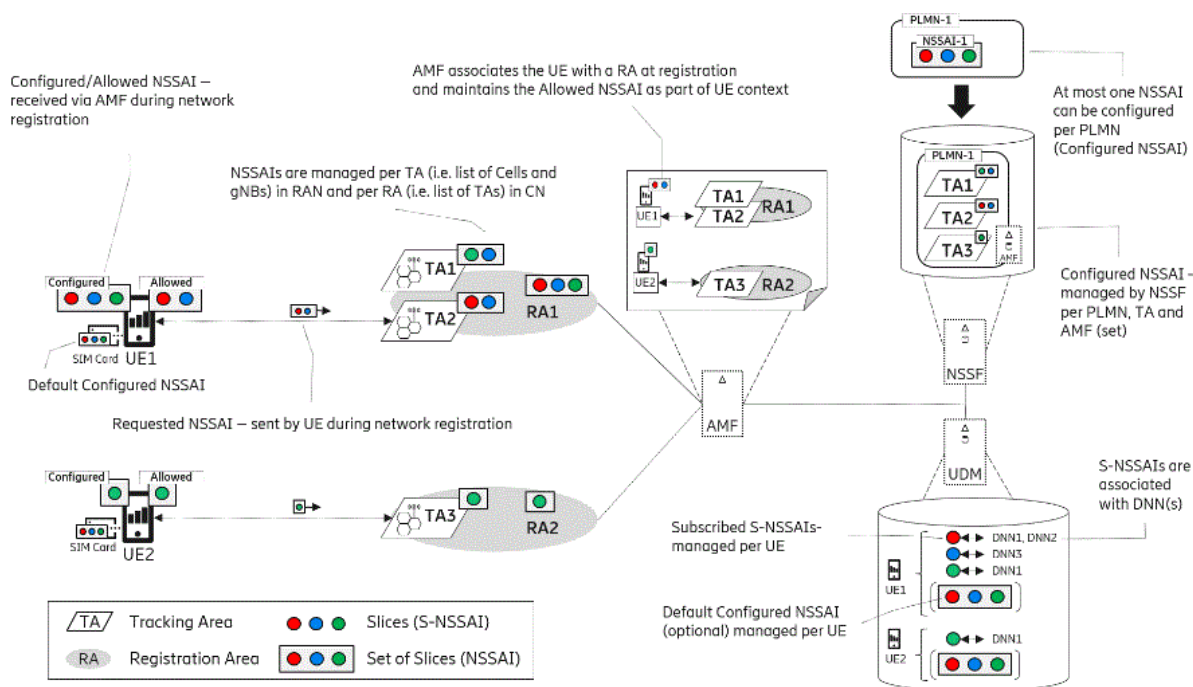 PLMN-1
NSSAI-1
Configured/Allowed NSSAI –
received via AMF during network
registration
AMF associates the UE with a RA at registration
and maintains the Allowed NSSAI as part of UE context
At most one NSSAI
can be configured
per PLMN
(Configured NSSAI)
NSSAIs are managed per TA (i.e. list of Cells and
gNBs) in RAN and per RA (i.e. list of TAs) in CN
PLMN-1
TA1
TA2
TA3
AMF
UE1
TA1
TA2
RA1
UE2
TA3
RA2
Configured NSSAI –
managed by NSSF
per PLMN, TA and
AMF (set)
Configured
Allowed
SIM Card
UE1
Default Configured NSSAI
TA1
TA2
RA1
NSSF
AMF
Requested NSSAI – sent by UE during network registration
UDM
S-NSSAIs are
associated
with DNN(s)
Configured
Allowed
SIM Card
UE2
TA3
RA2
Subscribed S-NSSAIs-
managed per UE
DNN1, DNN2
DNN3
DNN1
UE1
Default Configured NSSAI
(optional) managed per UE
DNN1
UE2
TA Tracking Area Slices (S-NSSAI)
RA Registration Area Set of Slices (NSSAI)